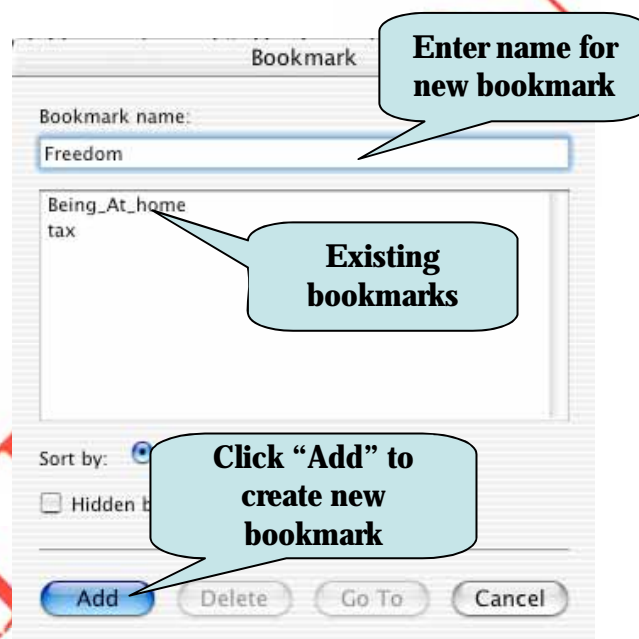 Bookmark
Enter name for
new bookmark
Bookmark name:
Freedom
Being_At_home
tax
Existing
bookmarks
Sort by:
Click “Add” to
create new
bookmark
Hidden
Add
Delete
Go To
Cancel